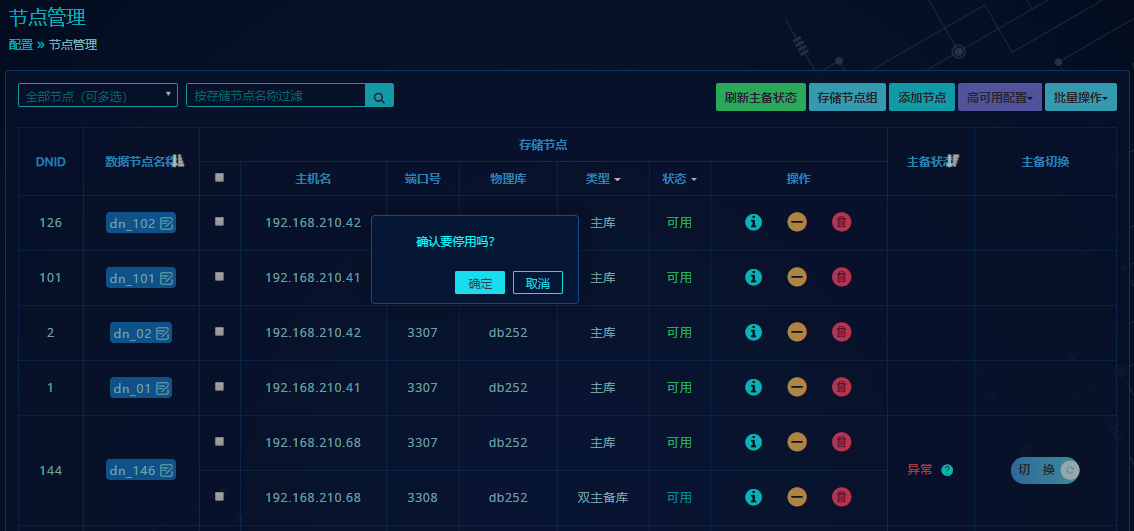 节点管理
配置 » 节点管理
全部节点（可多选）
按存储节点名称过滤
刷新主备状态
存储节点组
添加节点
高可用配置
批量操作
DNID
数据节点名称
存储节点
主备状态
主备切换
主机名
端口号
物理库
类型
状态
操作
126
dn_102
192.168.210.42
主库
可用
确认要停用吗?
确定
取消
101
dn_101
192.168.210.41
主库
可用
2
dn_02
192.168.210.42
3307
db252
主库
可用
1
dn_01
192.168.210.41
3307
db252
主库
可用
144
dn_146
192.168.210.68
3307
db252
主库
可用
异常
切 换
192.168.210.68
3308
db252
双主备库
可用